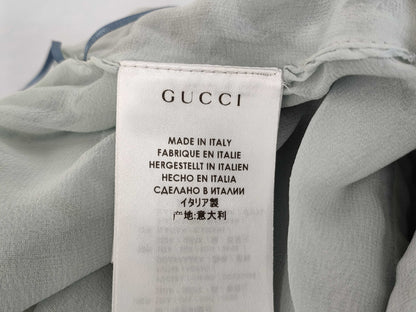 GUCCI
MADE IN ITALY
FABRIQUE EN ITALIE
HERGESTELLT IN ITALIEN
HECHO EN ITALIA
СДЕЛАНО В ИТАЛИИ
イタリア製
产地:意大利